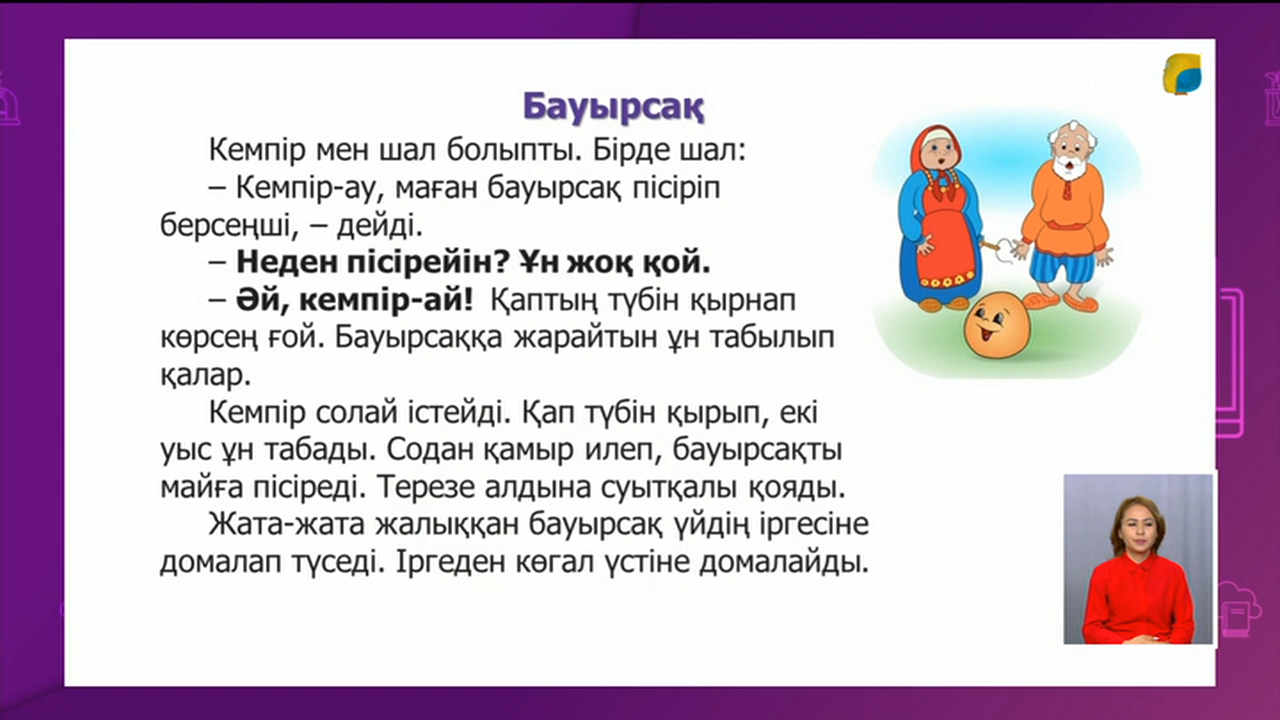 Бауырсақ
Кемпір мен шал болыпты. Бірде шал:
– Кемпір-ау, маған бауырсақ пісіріп
берсеңші, – дейді.
– Неден пісірейін? Ұн жоқ қой.
– Әй, кемпір-ай! Қаптың түбін қырнап
көрсең ғой. Бауырсаққа жарайтын ұн табылып
қалар.
Кемпір солай істейді. Қап түбін қырып, екі
уыс ұн табады. Содан қамыр илеп, бауырсақты
майға пісіреді. Терезе алдына суытқалы қояды.
Жата-жата жалыққан бауырсақ үйдің іргесіне
домалап түседі. Іргеден көгал үстіне домалайды.